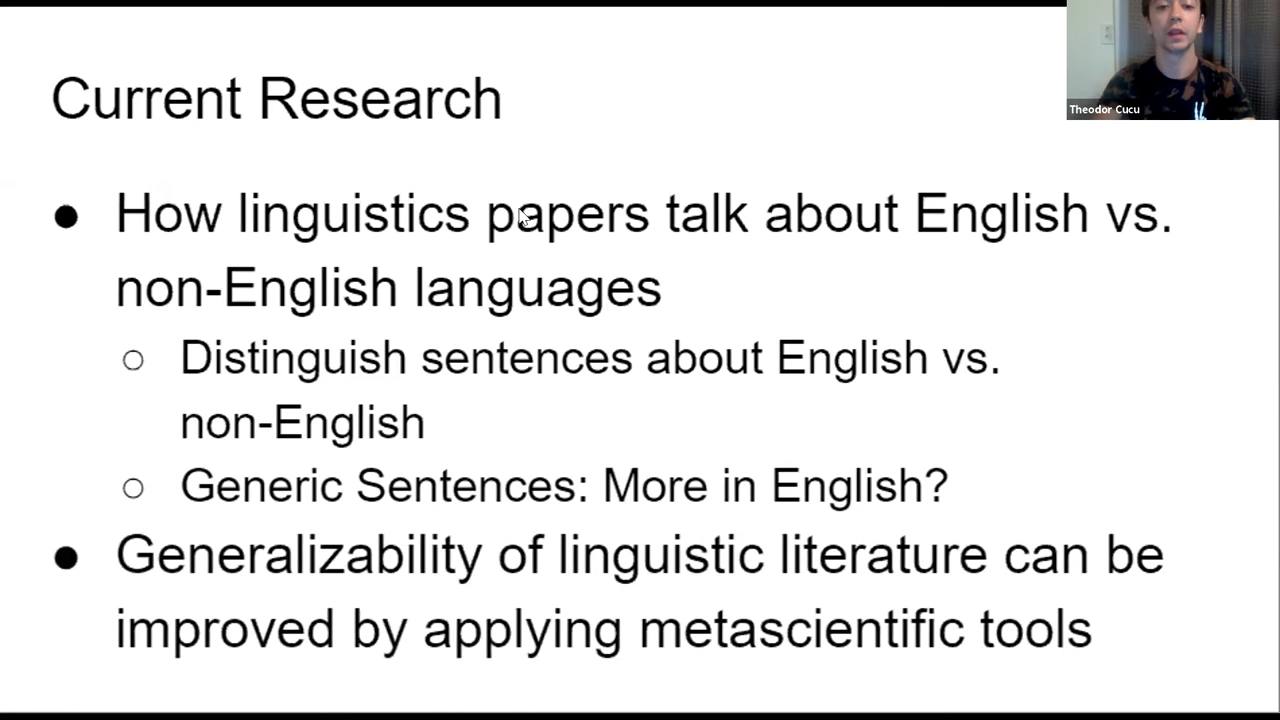 Current Research
● How linguistics papers talk about English vs.
non-English languages
○ Distinguish sentences about English vs.
non-English
○ Generic Sentences: More in English?
● Generalizability of linguistic literature can be
improved by applying metascientific tools
Theodor Cucu